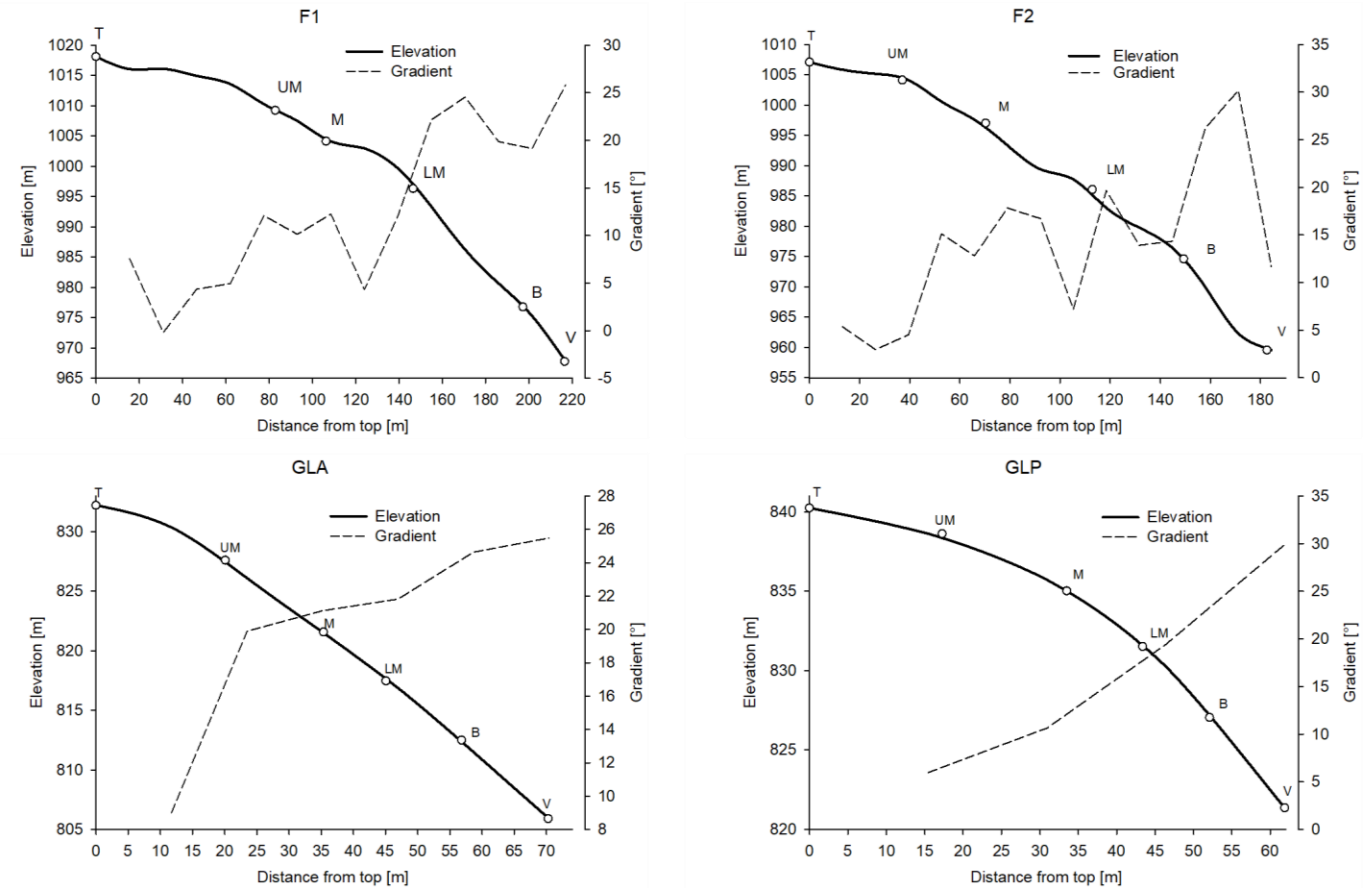 F1
T
1020
1015
1010
1005
1000
995
990
985
980
975
970
965
Elevation [m]
Elevation
Gradient
UM
M
LM
B
V
30
25
20
15
10
5
0
-5
Gradient [°]
0 20 40 60 80 100 120 140 160 180 200 220
Distance from top [m]
F2
T
1010
1005
1000
995
990
985
980
975
970
965
960
955
Elevation [m]
Elevation
Gradient
UM
M
LM
B
V
35
30
25
20
15
10
5
0
Gradient [°]
0 20 40 60 80 100 120 140 160 180
Distance from top [m]
GLA
T
830
825
820
815
810
805
Elevation [m]
Elevation
Gradient
UM
M
LM
B
V
28
26
24
22
20
18
16
14
12
10
8
Gradient [°]
0 5 10 15 20 25 30 35 40 45 50 55 60 65 70
Distance from top [m]
GLP
T
840
835
830
825
820
Elevation [m]
Elevation
Gradient
UM
M
LM
B
V
35
30
25
20
15
10
5
0
Gradient [°]
0 5 10 15 20 25 30 35 40 45 50 55 60
Distance from top [m]